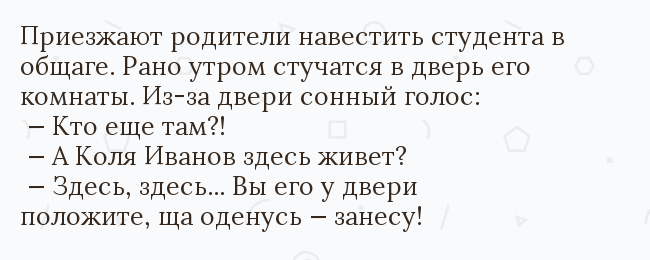 Приезжают родители навестить студента в
общаге. Рано утром стучатся в дверь его
комнаты. Из-за двери сонный голос:
— Кто еще там?!
— А Коля Иванов здесь живет?
— Здесь, здесь... Вы его у двери
положите, ща оденусь — занесу!